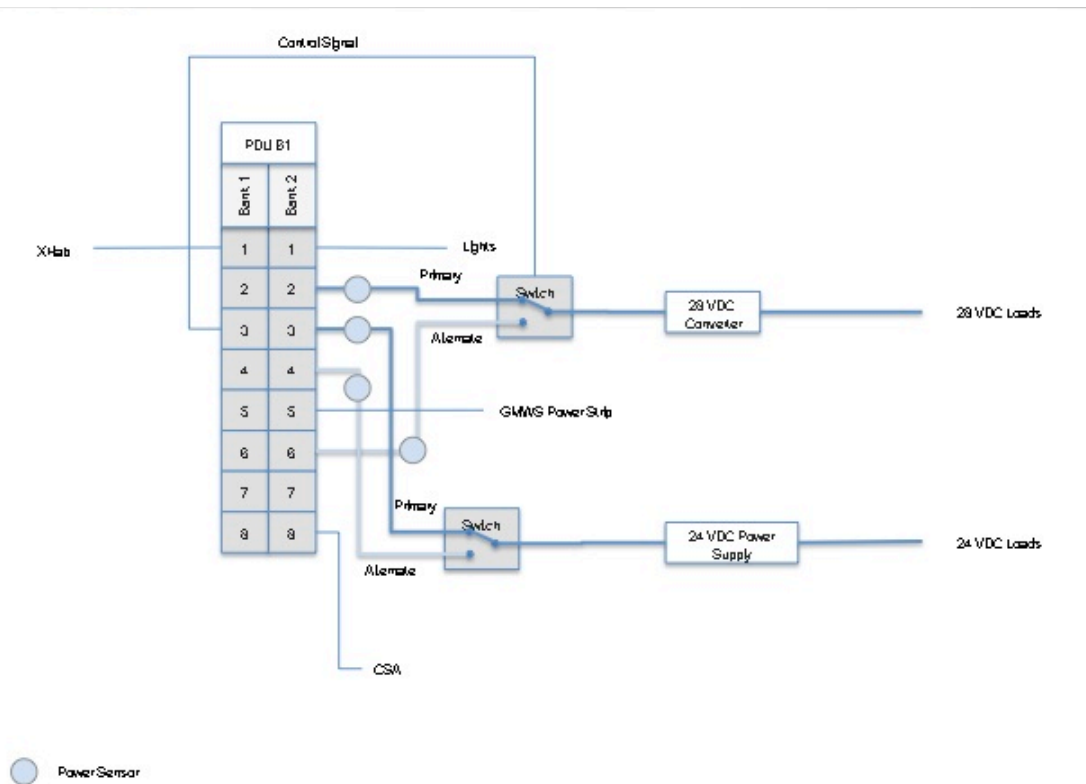 Control Signal
PDU B1
Bank 1
Bank 2
XHab
1
1
Lights
2
2
Primary
Switch
28 VDC
Converter
28 VDC Loads
3
3
Alternate
4
4
5
5
GMWS Power Strip
6
6
7
7
Primary
8
8
Switch
24 VDC Power
Supply
24 VDC Loads
Alternate
CSA
Power Sensor